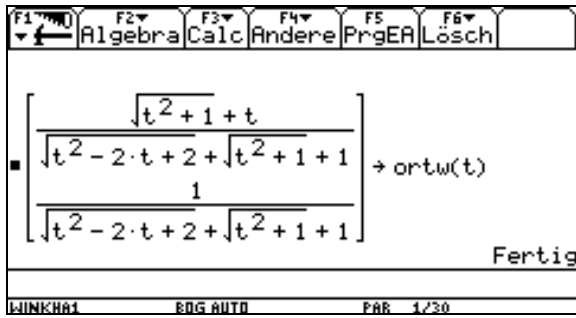 F1 F2 F3 F4 F5 F6
Algebra Calc Andere PrgEA Lösch
√t² + 1 + t
√t² - 2·t + 2 + √t² + 1 + 1
→ ortw(t)
1
√t² - 2·t + 2 + √t² + 1 + 1
Fertig
WINKHA1 BOG AUTO PAR 1/30